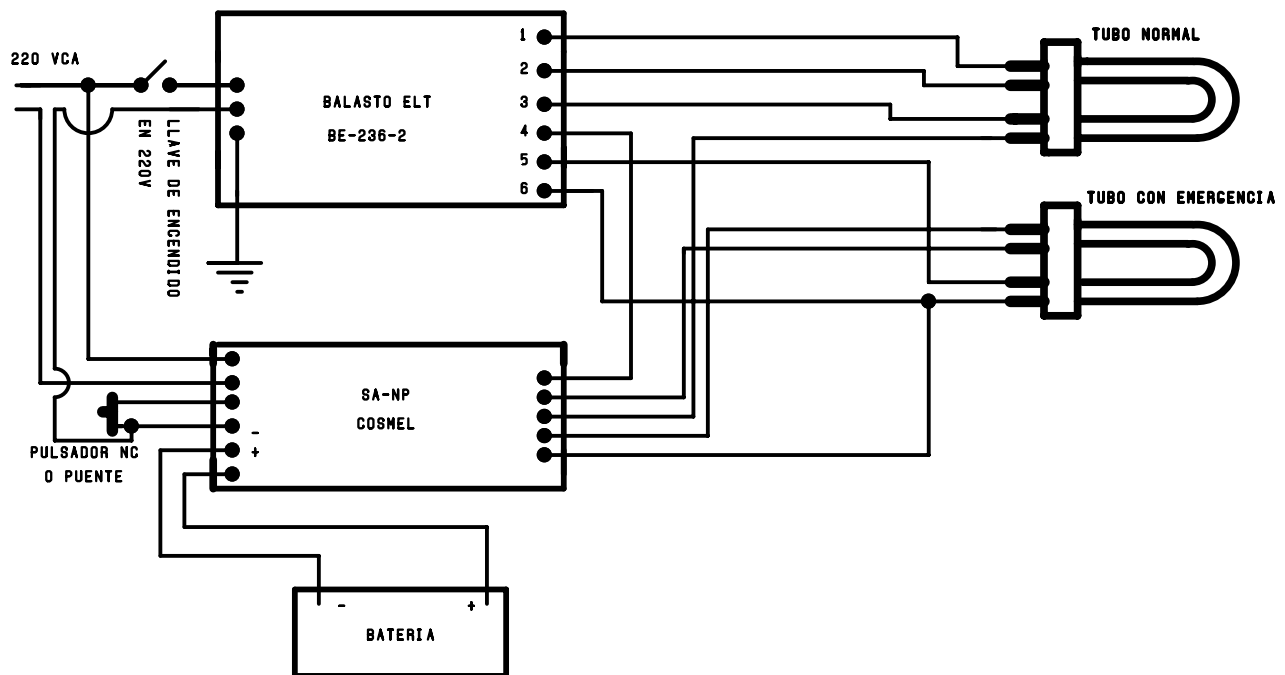 220 VCA
LLAVE DE ENCENDIDO
EN 220V
BALASTO ELT
BE-236-2
1
2
3
4
5
6
TUBO NORMAL
TUBO CON EMERGENCIA
SA-NP
COSMEL
-
+
PULSADOR NC
O PUENTE
- +
BATERIA